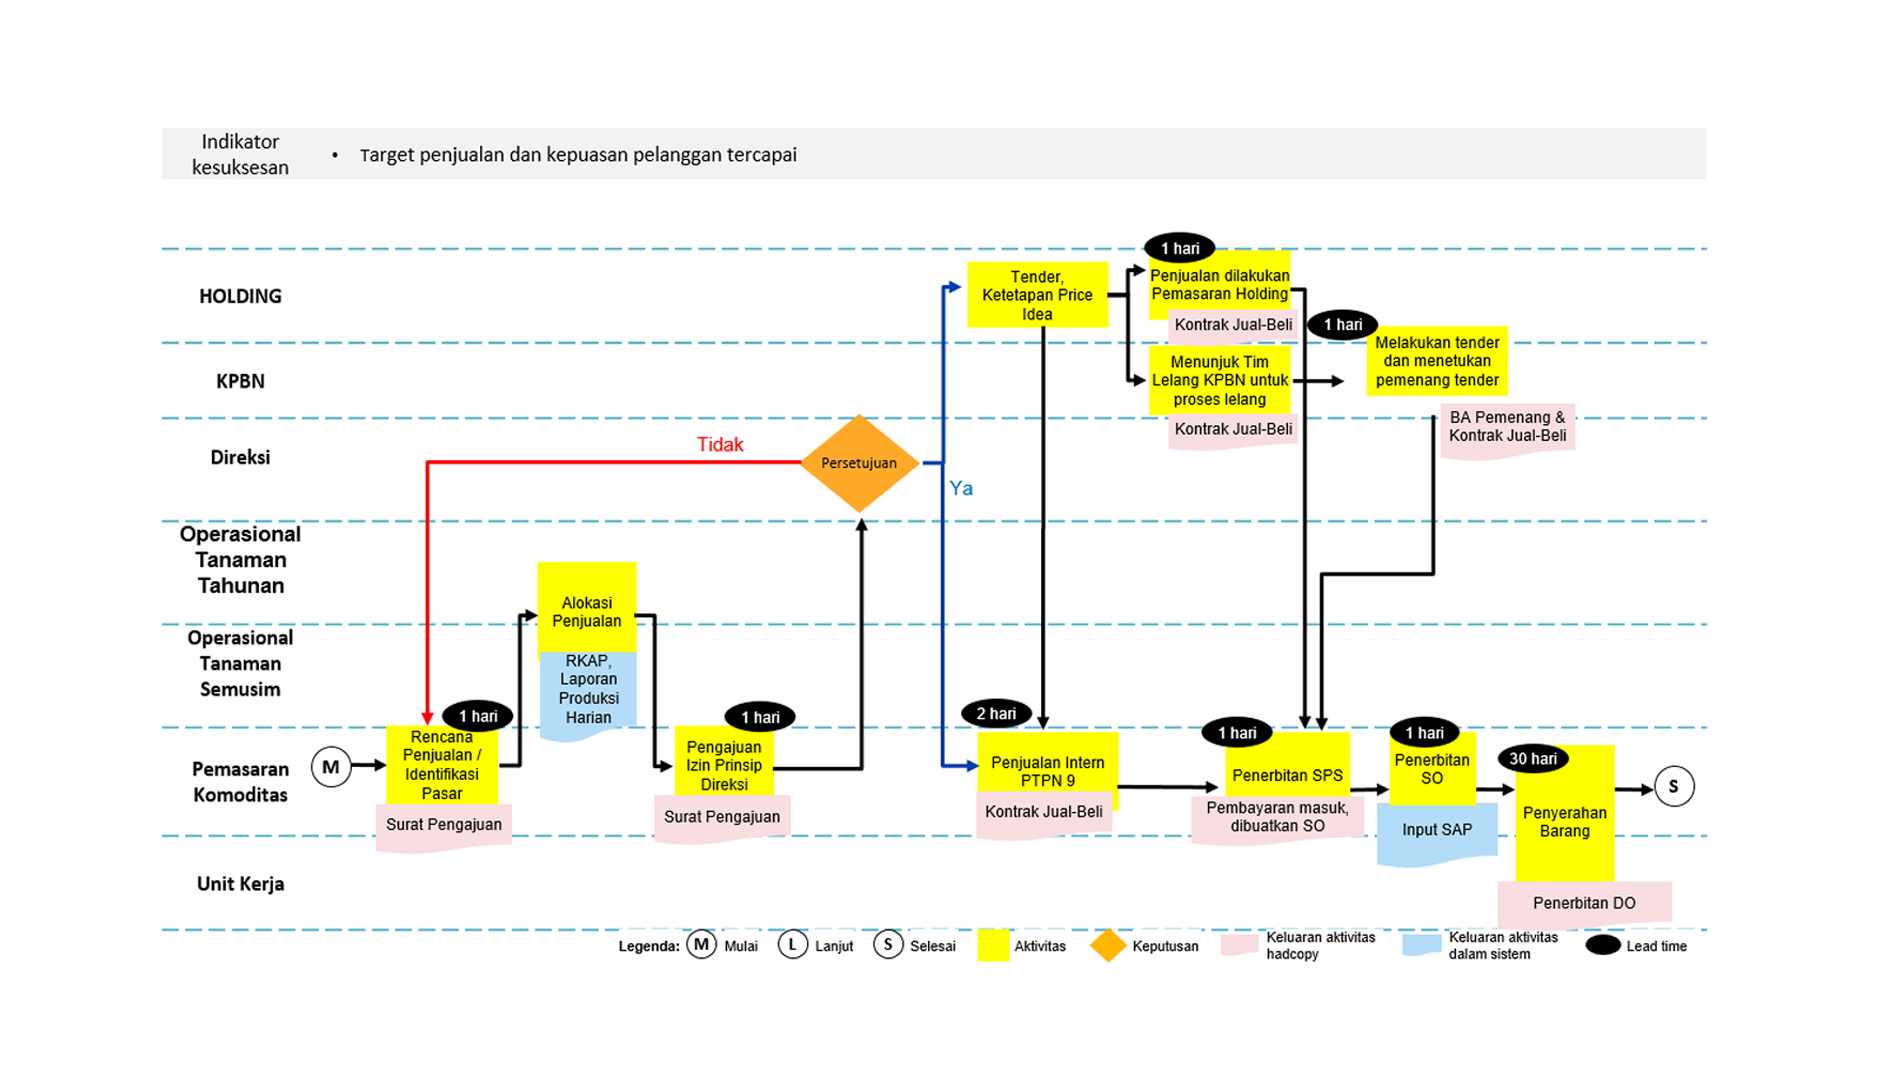 Indikator
kesuksesan
• Target penjualan dan kepuasan pelanggan tercapai
HOLDING
Tender,
Ketetapan Price
Idea
1 hari
Penjualan dilakukan
Pemasaran Holding
Kontrak Jual-Beli
1 hari
KPBN
Menunjuk Tim
Lelang KPBN untuk
proses lelang
Kontrak Jual-Beli
Melakukan tender
dan menetukan
pemenang tender
BA Pemenang &
Kontrak Jual-Beli
Direksi
Tidak
Persetujuan
Ya
Operasional
Tanaman
Tahunan
Alokasi
Penjualan
Operasional
Tanaman
Semusim
RKAP,
Laporan
Produksi
Harian
Pemasaran
Komoditas
M
1 hari
Rencana
Penjualan /
Identifikasi
Pasar
Surat Pengajuan
1 hari
Pengajuan
Izin Prinsip
Direksi
Surat Pengajuan
2 hari
Penjualan Intern
PTPN 9
Kontrak Jual-Beli
1 hari
Penerbitan SPS
Pembayaran masuk,
dibuatkan SO
1 hari
Penerbitan
SO
Input SAP
30 hari
Penyerahan
Barang
S
Unit Kerja
Penerbitan DO
Legenda: M Mulai L Lanjut S Selesai Aktivitas Keputusan Keluaran aktivitas
hadcopy Keluaran aktivitas
dalam sistem Lead time